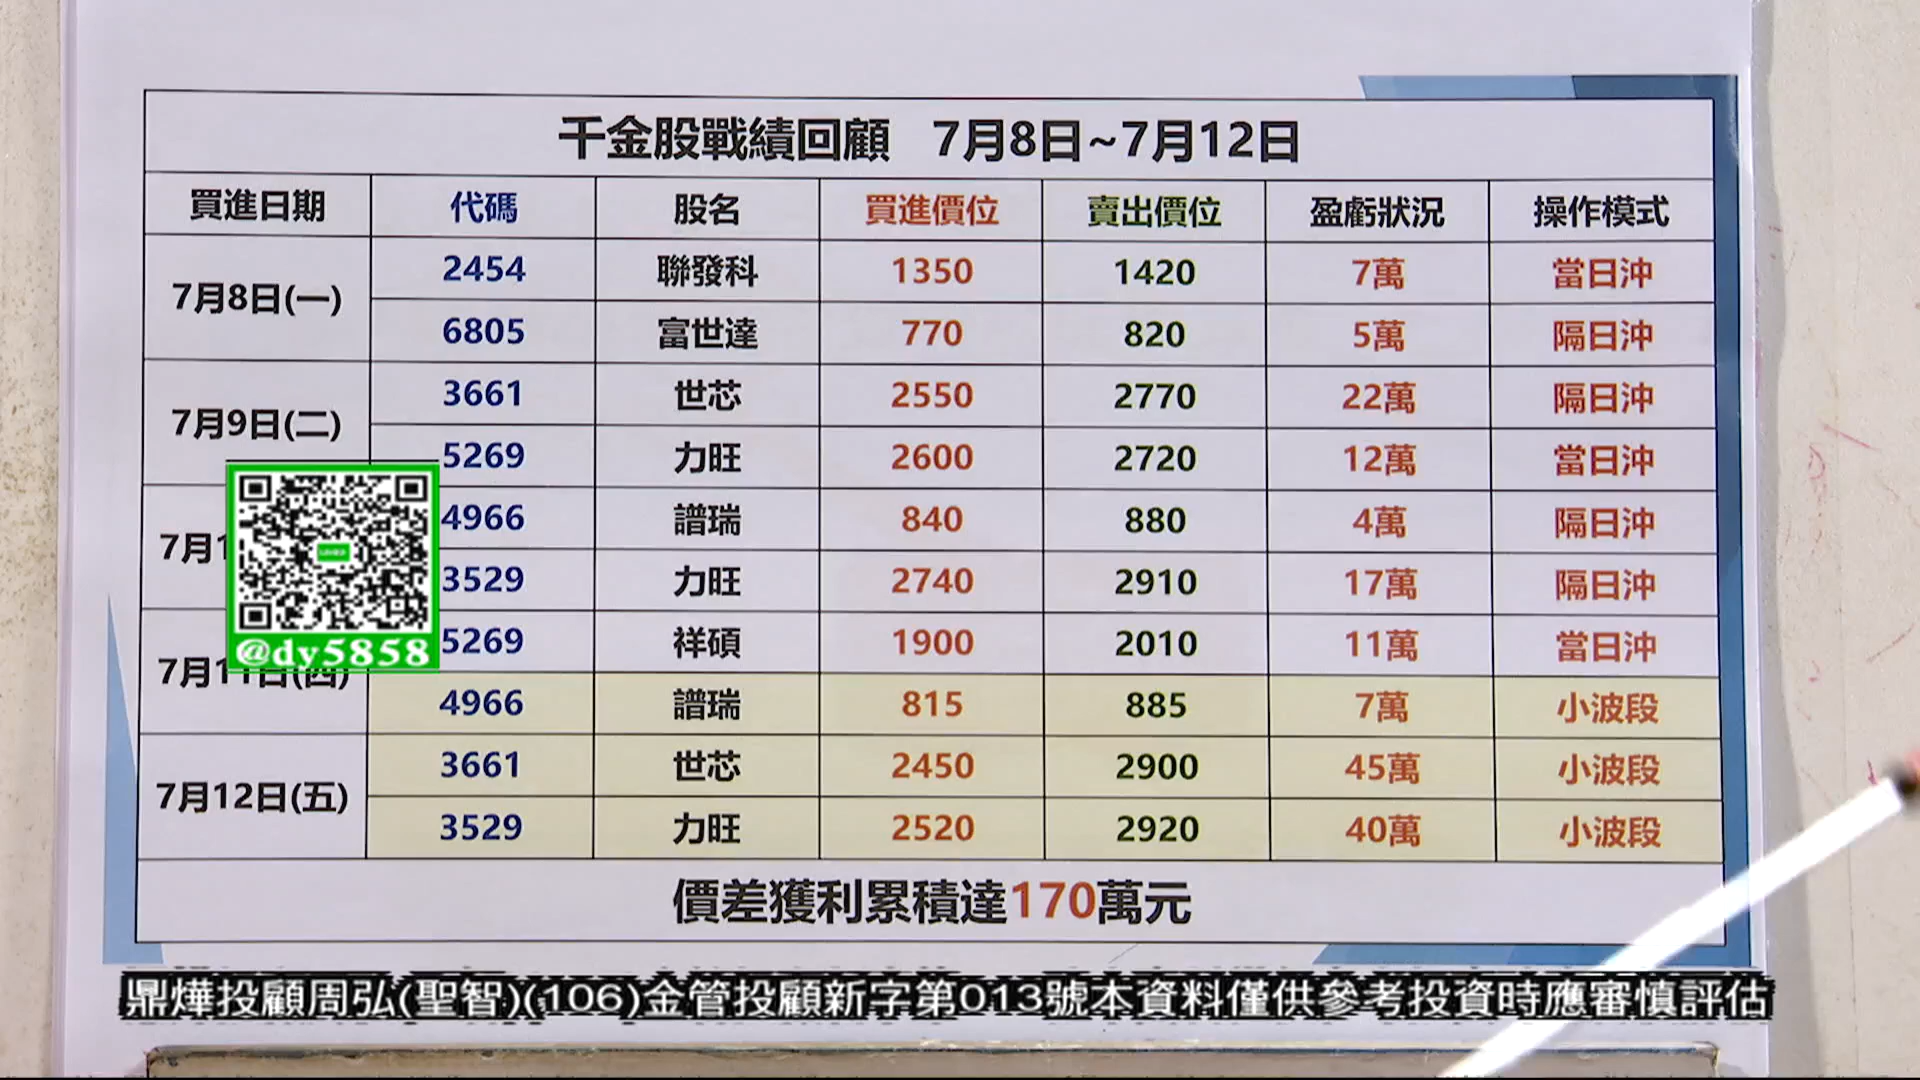 千金股戰績回顧 7月8日~7月12日
買進日期 代碼 股名 買進價位 賣出價位 盈虧狀況 操作模式
7月8日(一) 2454 聯發科 1350 1420 7萬 當日沖
6805 富世達 770 820 5萬 隔日沖
7月9日(二) 3661 世芯 2550 2770 22萬 隔日沖
5269 力旺 2600 2720 12萬 當日沖
7月1 4966 譜瑞 840 880 4萬 隔日沖
3529 力旺 2740 2910 17萬 隔日沖
7月11日(四) 5269 祥碩 1900 2010 11萬 當日沖
4966 譜瑞 815 885 7萬 小波段
7月12日(五) 3661 世芯 2450 2900 45萬 小波段
3529 力旺 2520 2920 40萬 小波段
價差獲利累積達170萬元
@dy5858
鼎燁投顧周弘(聖智)(106)金管投顧新字第013號本資料僅供參考投資時應審慎評估